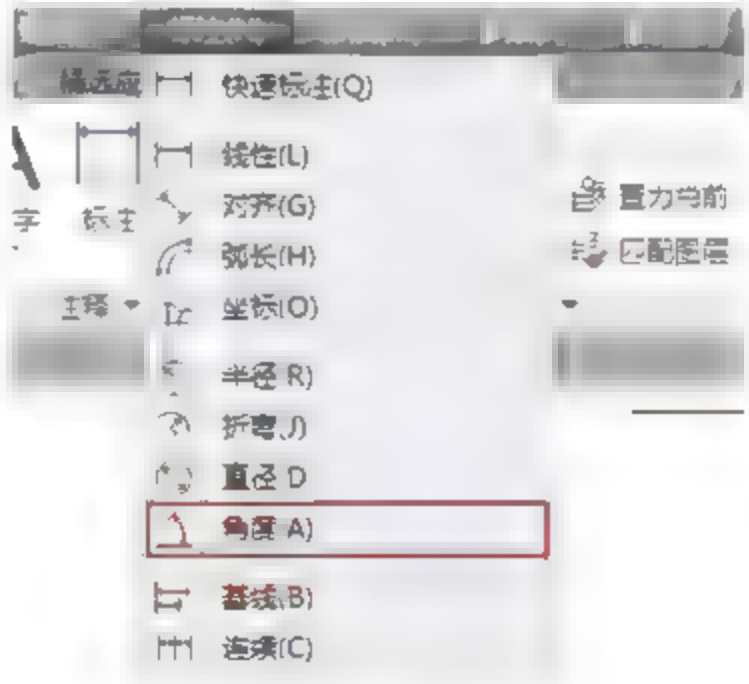 快速标注(Q)
线性(L)
字 标注
对齐(G)
置为当前
弧长(H)
匹配图层
注释
坐标(O)
半径(R)
折弯(J)
直径(D)
角度(A)
基线(B)
连续(C)